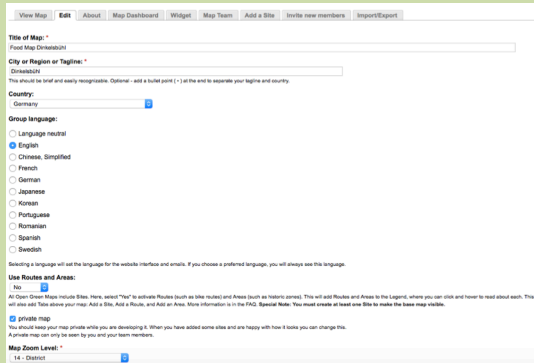 View Map Edit About Map Dashboard Widget Map Team Add a Site Invite new members Import/Export
Title of Map: *
Food Map Dinkelsbühl
City or Region or Tagline: *
Dinkelsbühl
This should be brief and easily recognizable. Optional - add a bullet point ( • ) at the end to separate your tagline and country.
Country:
Germany
Group language:
Language neutral
English
Chinese, Simplified
French
German
Japanese
Korean
Portuguese
Romanian
Spanish
Swedish
Selecting a language will set the language for the website interface and emails. If you choose a preferred language, you will always see this language.
Use Routes and Areas:
No
All Open Green Maps include Sites. Here, select "Yes" to activate Routes (such as bike routes) and Areas (such as historic zones). This will add Routes and Areas to the Legend, where you can click and hover to read about each. This
will also add Tabs above your map: Add a Site, Add a Route, and Add an Area. More information is in the FAQ. Special Note: You must create at least one Site to make the base map visible.
private map
You should keep your map private while you are developing it. When you have added some sites and are happy with how it looks you can change this.
A private map can only be seen by you and your team members.
Map Zoom Level: *
14 - District